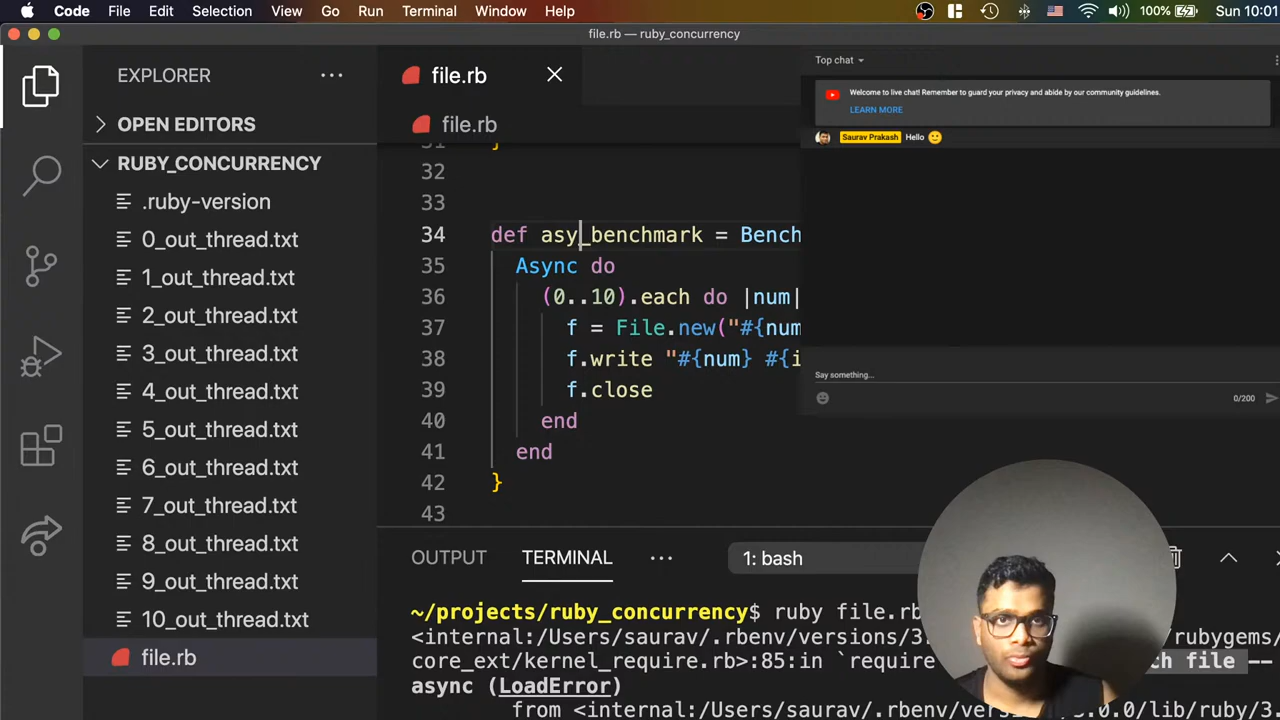 Code File Edit Selection View Go Run Terminal Window Help 100% Sun 10:01
file.rb — ruby_concurrency
EXPLORER
OPEN EDITORS
RUBY_CONCURRENCY
.ruby-version
0_out_thread.txt
1_out_thread.txt
2_out_thread.txt
3_out_thread.txt
4_out_thread.txt
5_out_thread.txt
6_out_thread.txt
7_out_thread.txt
8_out_thread.txt
9_out_thread.txt
10_out_thread.txt
file.rb
file.rb
file.rb
31 }
32
33
34 def asy_benchmark = Bench
35 Async do
36 (0..10).each do |num|
37 f = File.new("#{num
38 f.write "#{num} #{i
39 f.close
40 end
41 end
42 }
43
Top chat
Welcome to live chat! Remember to guard your privacy and abide by our community guidelines.
LEARN MORE
Saurav Prakash Hello 🙂
Say something...
0/200
OUTPUT TERMINAL 1: bash
~/projects/ruby_concurrency$ ruby file.rb
<internal:/Users/saurav/.rbenv/versions/3. rubygems/
core_ext/kernel_require.rb>:85:in `require ch file --
async (LoadError)
from <internal:/Users/saurav/.rbenv/version 3.0.0/lib/ruby/3.